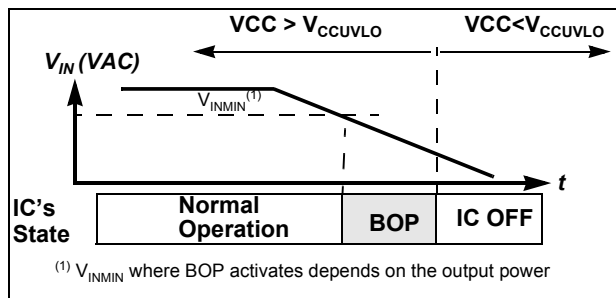 VCC > VCCUVLO
VCC<VCCUVLO
VIN (VAC)
VINMIN(1)
t
IC's
State
Normal
Operation
BOP
IC OFF
(1) VINMIN where BOP activates depends on the output power